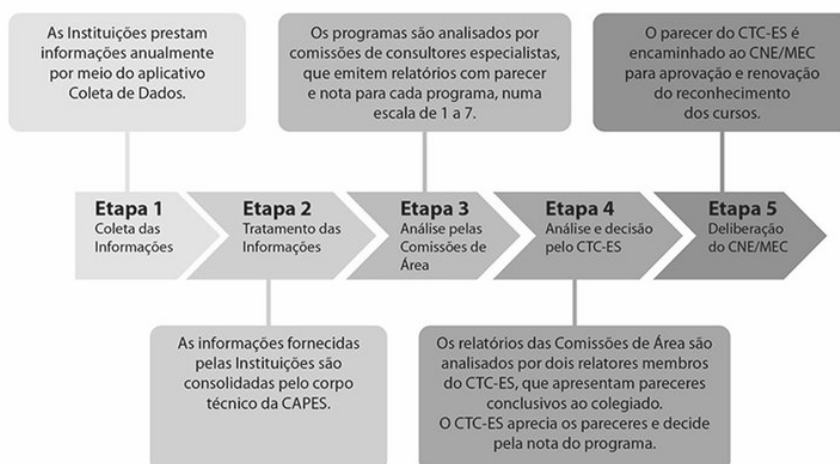 As Instituições prestam
informações anualmente
por meio do aplicativo
Coleta de Dados.
Os programas são analisados por
comissões de consultores especialistas,
que emitem relatórios com parecer
e nota para cada programa, numa
escala de 1 a 7.
O parecer do CTC-ES é
encaminhado ao CNE/MEC
para aprovação e renovação
do reconhecimento
dos cursos.
Etapa 1
Coleta das
Informações
Etapa 2
Tratamento das
Informações
Etapa 3
Análise pelas
Comissões de
Área
Etapa 4
Análise e decisão
pelo CTC-ES
Etapa 5
Deliberação
do CNE/MEC
As informações fornecidas
pelas Instituições são
consolidadas pelo corpo
técnico da CAPES.
Os relatórios das Comissões de Área são
analisados por dois relatores membros
do CTC-ES, que apresentam pareceres
conclusivos ao colegiado.
O CTC-ES aprecia os pareceres e decide
pela nota do programa.